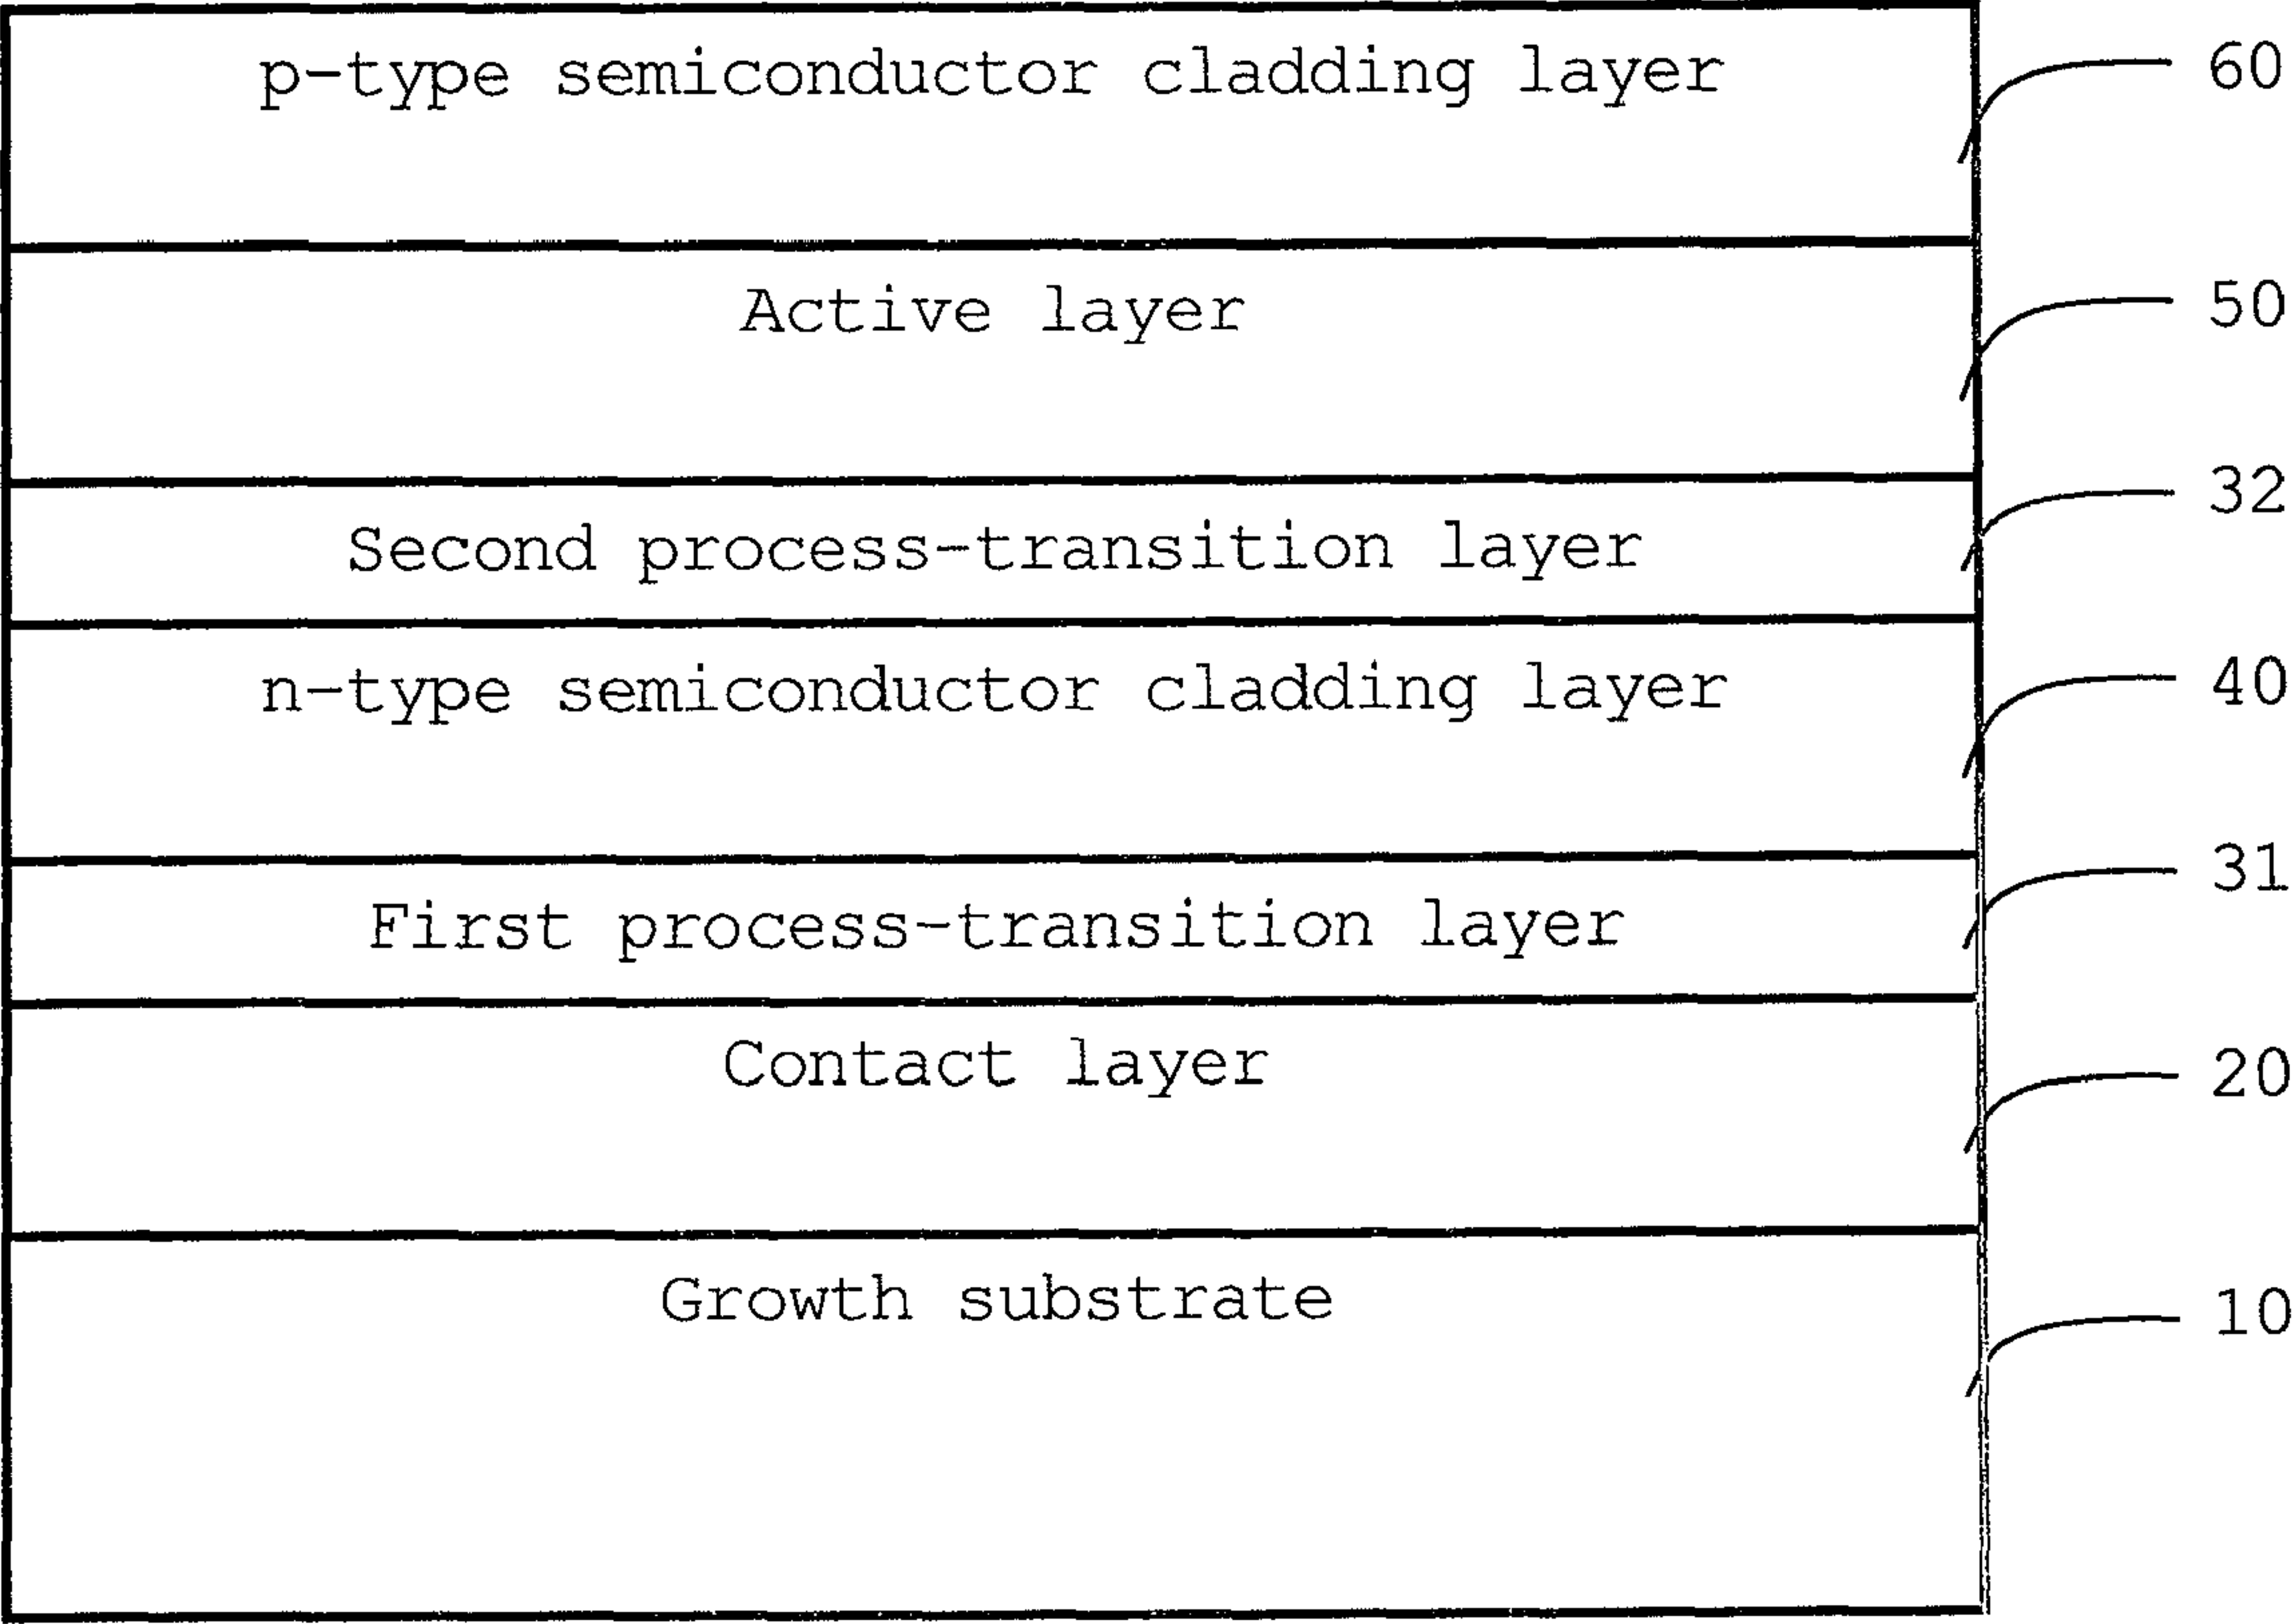 p-type semiconductor cladding layer 60
Active layer 50
Second process-transition layer 32
n-type semiconductor cladding layer 40
First process-transition layer 31
Contact layer 20
Growth substrate 10